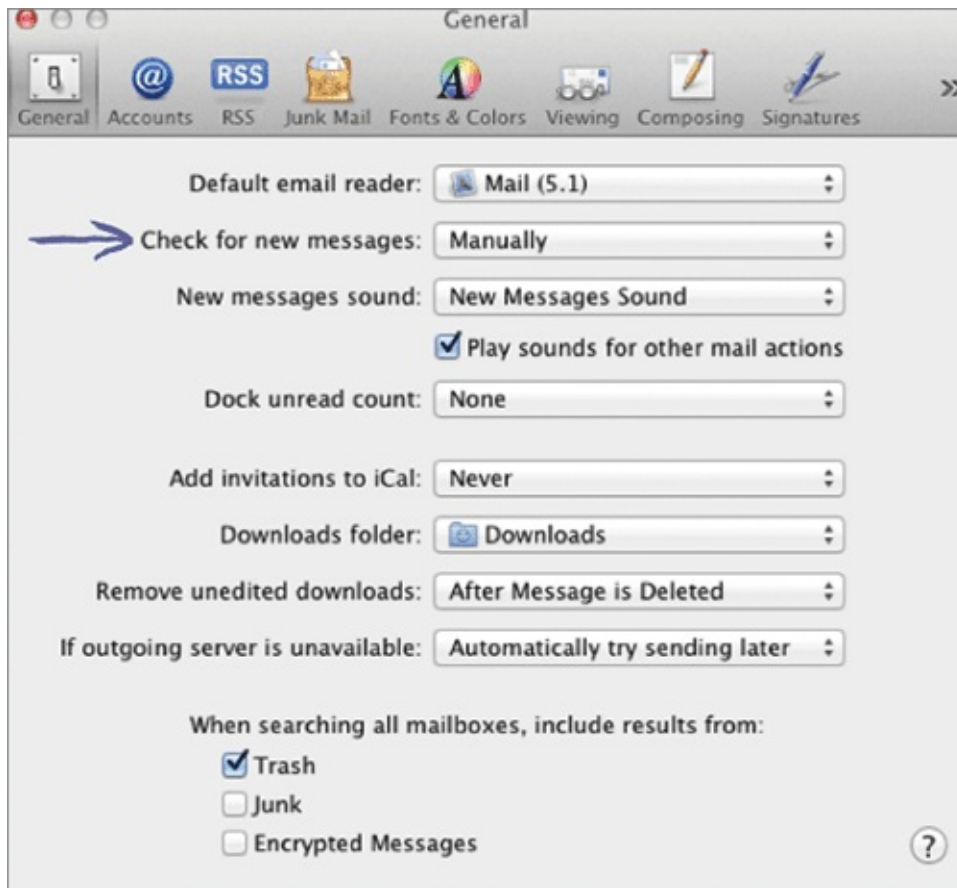 General
@
RSS
General Accounts RSS Junk Mail Fonts & Colors Viewing Composing Signatures
Default email reader: Mail (5.1)
Check for new messages: Manually
New messages sound: New Messages Sound
Play sounds for other mail actions
Dock unread count: None
Add invitations to iCal: Never
Downloads folder: Downloads
Remove unedited downloads: After Message is Deleted
If outgoing server is unavailable: Automatically try sending later
When searching all mailboxes, include results from:
Trash
Junk
Encrypted Messages
?